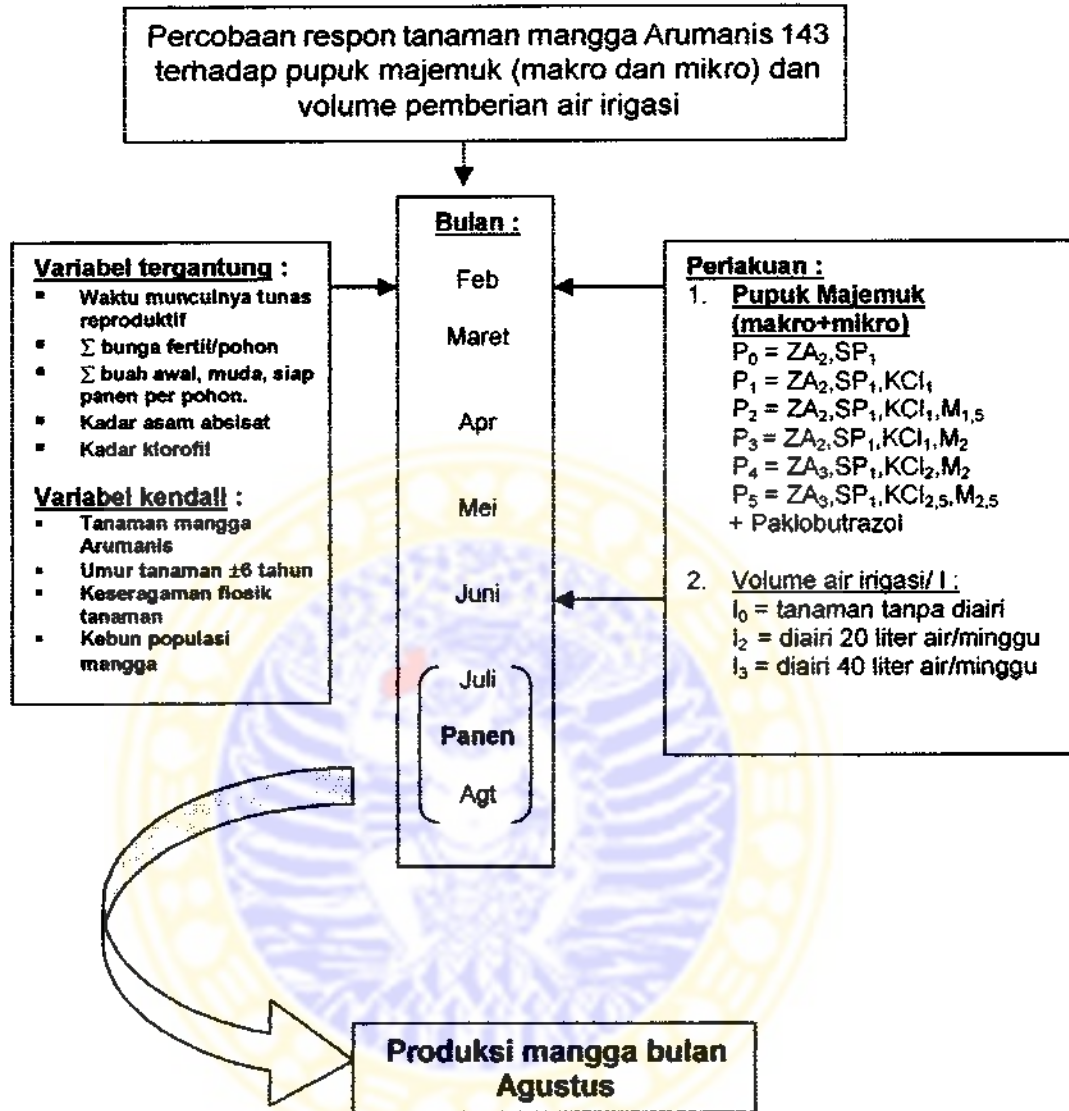 Percobaan respon tanaman mangga Arumanis 143
terhadap pupuk majemuk (makro dan mikro) dan
volume pemberian air irigasi
Variabel tergantung :
▪ Waktu munculnya tunas
reproduktif
▪ ∑ bunga fertil/pohon
▪ ∑ buah awal, muda, siap
panen per pohon.
▪ Kadar asam absisat
▪ Kadar klorofil
Variabel kendali :
▪ Tanaman mangga
Arumanis
▪ Umur tanaman ±6 tahun
▪ Keseragaman fiosik
tanaman
▪ Kebun populasi
mangga
Bulan :
Feb
Maret
Apr
Mei
Juni
Juli
Panen
Agt
Perlakuan :
1. Pupuk Majemuk
(makro+mikro)
P₀ = ZA₂,SP₁
P₁ = ZA₂,SP₁,KCl₁
P₂ = ZA₂,SP₁,KCl₁,M₁,₅
P₃ = ZA₂,SP₁,KCl₁,M₂
P₄ = ZA₃,SP₁,KCl₂,M₂
P₅ = ZA₃,SP₁,KCl₂,₅,M₂,₅
+ Paklobutrazol
2. Volume air irigasi/ I :
I₀ = tanaman tanpa diairi
I₂ = diairi 20 liter air/minggu
I₃ = diairi 40 liter air/minggu
Produksi mangga bulan
Agustus